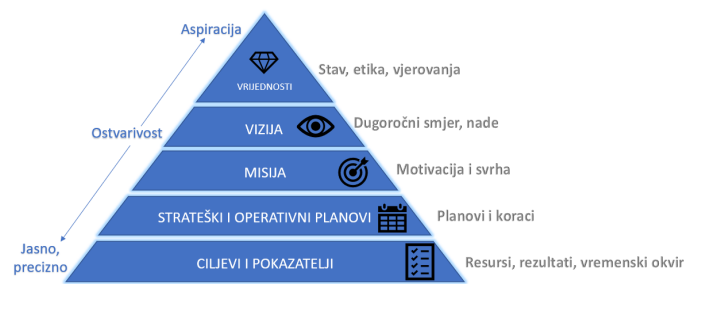 Aspiracija
Stav, etika, vjerovanja
VRIJEDNOSTI
Ostvarivost
VIZIJA
Dugoročni smjer, nade
MISIJA
Motivacija i svrha
STRATEŠKI I OPERATIVNI PLANOVI
Planovi i koraci
Jasno,
precizno
CILJEVI I POKAZATELJI
Resursi, rezultati, vremenski okvir